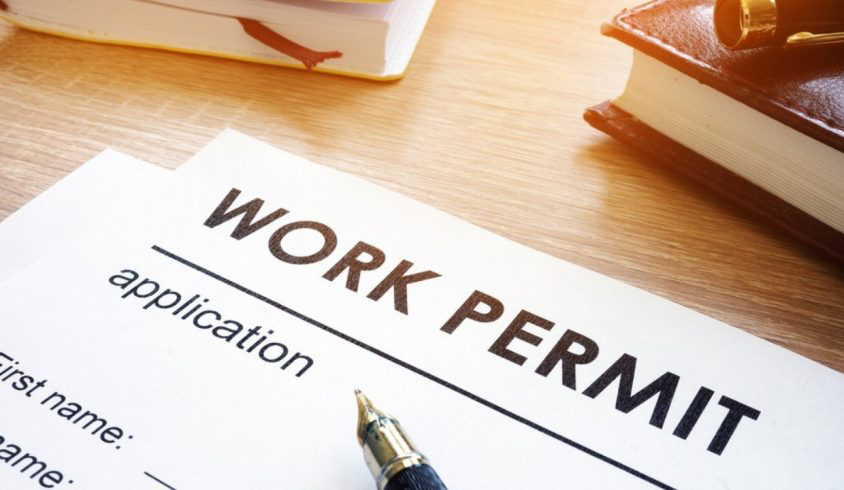 WORK PERMIT
application
First name:
name: